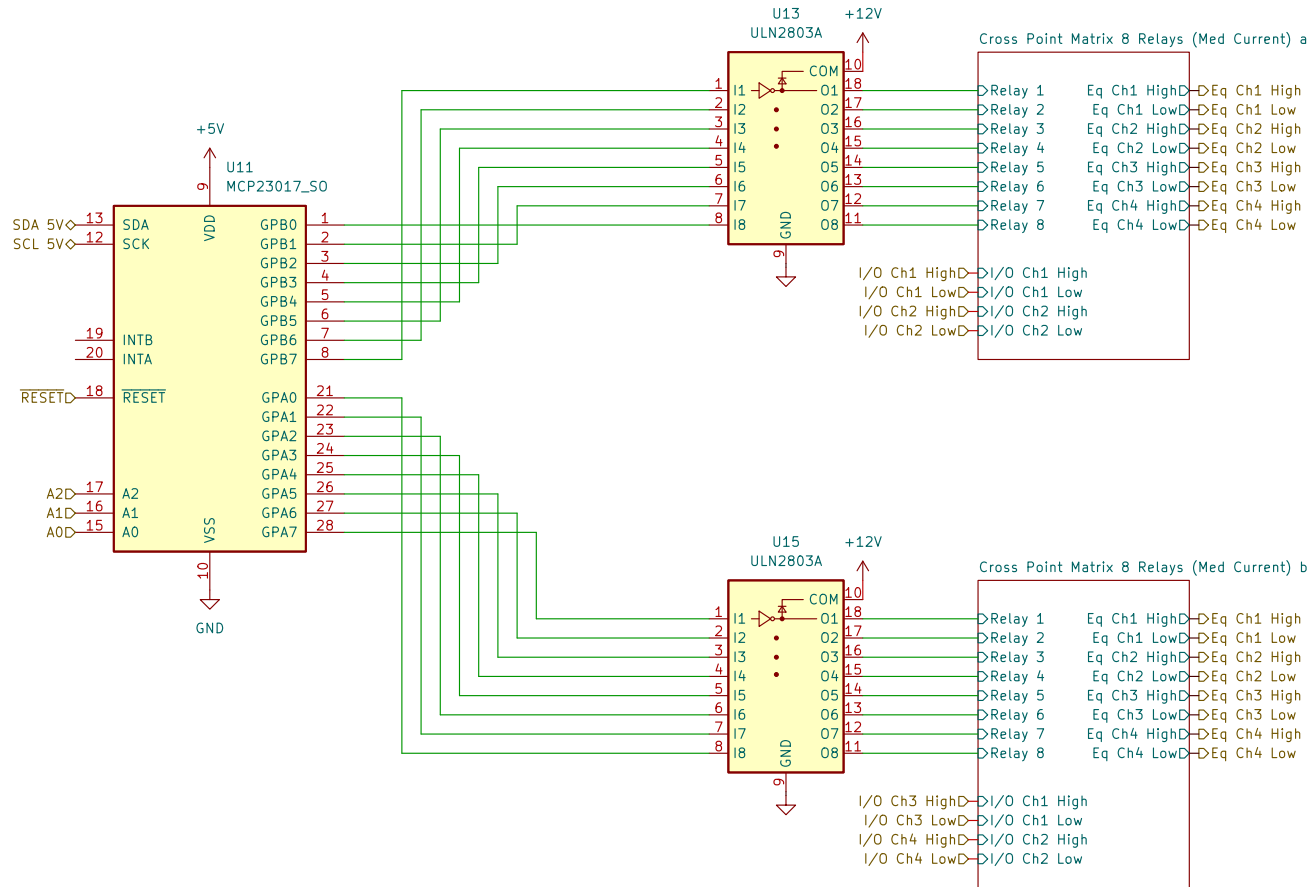 U13
ULN2803A
+12V
Cross Point Matrix 8 Relays (Med Current) a
COM 10
1 I1 O1 18 Relay 1 Eq Ch1 High Eq Ch1 High
2 I2 O2 17 Relay 2 Eq Ch1 Low Eq Ch1 Low
3 I3 O3 16 Relay 3 Eq Ch2 High Eq Ch2 High
4 I4 O4 15 Relay 4 Eq Ch2 Low Eq Ch2 Low
5 I5 O5 14 Relay 5 Eq Ch3 High Eq Ch3 High
6 I6 O6 13 Relay 6 Eq Ch3 Low Eq Ch3 Low
7 I7 O7 12 Relay 7 Eq Ch4 High Eq Ch4 High
8 I8 O8 11 Relay 8 Eq Ch4 Low Eq Ch4 Low
GND
9
I/O Ch1 High I/O Ch1 High
I/O Ch1 Low I/O Ch1 Low
I/O Ch2 High I/O Ch2 High
I/O Ch2 Low I/O Ch2 Low
+5V
U11
MCP23017_SO
9
VDD
SDA 5V 13 SDA GPB0 1
SCL 5V 12 SCK GPB1 2
GPB2 3
GPB3 4
GPB4 5
GPB5 6
19 INTB GPB6 7
20 INTA GPB7 8
RESET 18 RESET GPA0 21
GPA1 22
GPA2 23
GPA3 24
GPA4 25
A2 17 A2 GPA5 26
A1 16 A1 GPA6 27
A0 15 A0 GPA7 28
VSS
10
GND
U15
ULN2803A
+12V
Cross Point Matrix 8 Relays (Med Current) b
COM 10
1 I1 O1 18 Relay 1 Eq Ch1 High Eq Ch1 High
2 I2 O2 17 Relay 2 Eq Ch1 Low Eq Ch1 Low
3 I3 O3 16 Relay 3 Eq Ch2 High Eq Ch2 High
4 I4 O4 15 Relay 4 Eq Ch2 Low Eq Ch2 Low
5 I5 O5 14 Relay 5 Eq Ch3 High Eq Ch3 High
6 I6 O6 13 Relay 6 Eq Ch3 Low Eq Ch3 Low
7 I7 O7 12 Relay 7 Eq Ch4 High Eq Ch4 High
8 I8 O8 11 Relay 8 Eq Ch4 Low Eq Ch4 Low
GND
9
I/O Ch3 High I/O Ch1 High
I/O Ch3 Low I/O Ch1 Low
I/O Ch4 High I/O Ch2 High
I/O Ch4 Low I/O Ch2 Low